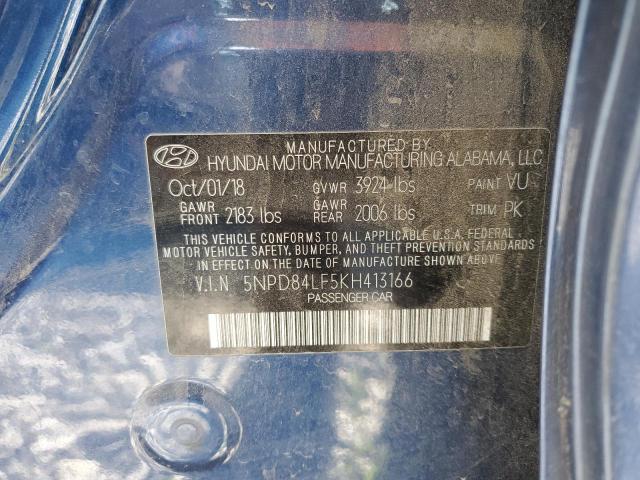 MANUFACTURED BY
HYUNDAI MOTOR MANUFACTURING ALABAMA, LLC
Oct/01/18 GVWR 3924 lbs PAINT VU
GAWR FRONT 2183 lbs GAWR REAR 2006 lbs TRIM PK
THIS VEHICLE CONFORMS TO ALL APPLICABLE U.S.A. FEDERAL
MOTOR VEHICLE SAFETY, BUMPER, AND THEFT PREVENTION STANDARDS
IN EFFECT ON THE DATE OF MANUFACTURE SHOWN ABOVE.
V.I.N 5NPD84LF5KH413166
PASSENGER CAR